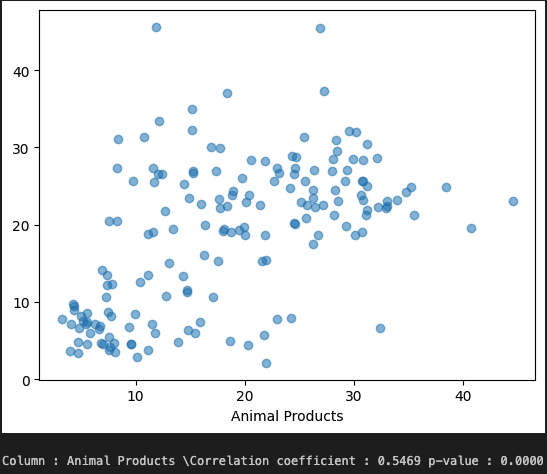 40
30
20
10
0
10 20 30 40
Animal Products
Column : Animal Products \Correlation coefficient : 0.5469 p-value : 0.0000